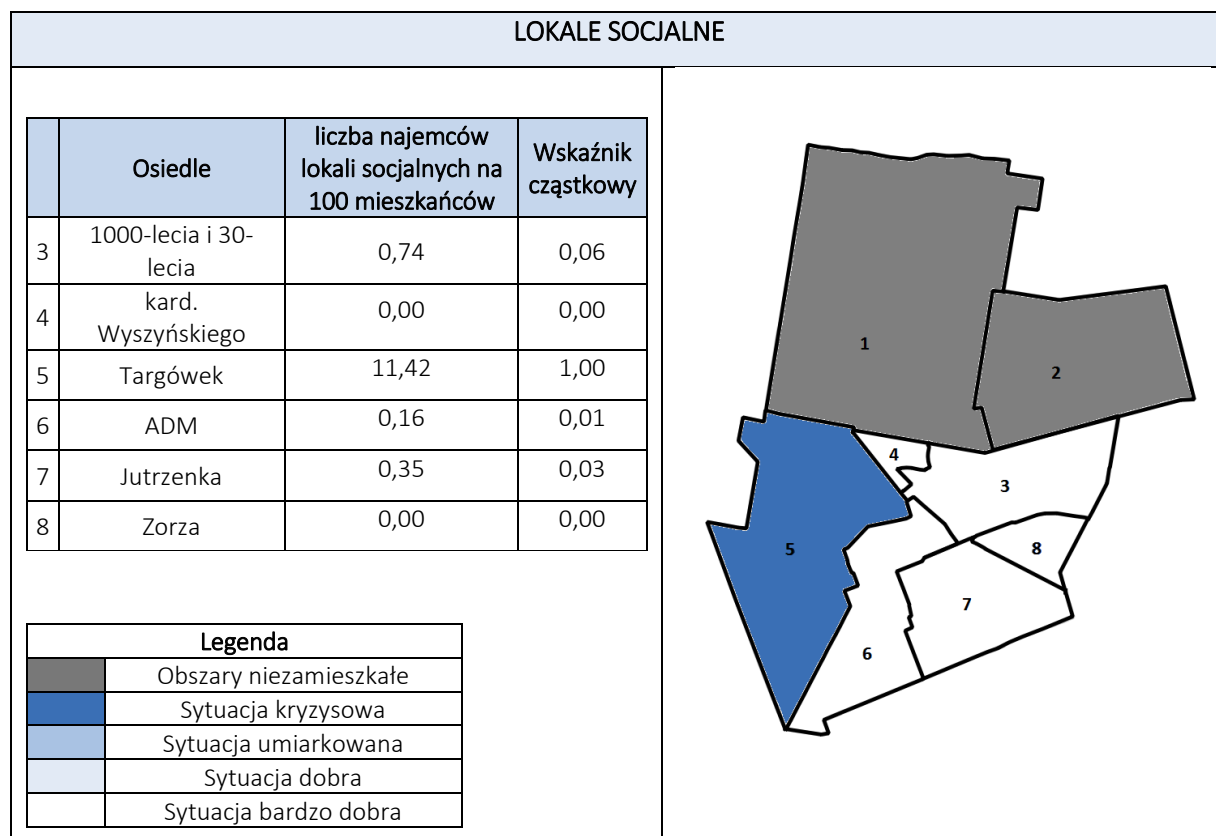 LOKALE SOCJALNE
Osiedle
liczba najemców
lokali socjalnych na
100 mieszkańców
Wskaźnik
cząstkowy
3 1000-lecia i 30-
lecia 0,74 0,06
4 kard.
Wyszyńskiego 0,00 0,00
5 Targówek 11,42 1,00
6 ADM 0,16 0,01
7 Jutrzenka 0,35 0,03
8 Zorza 0,00 0,00
Legenda
Obszary niezamieszkałe
Sytuacja kryzysowa
Sytuacja umiarkowana
Sytuacja dobra
Sytuacja bardzo dobra
1
2
4
3
5
8
7
6